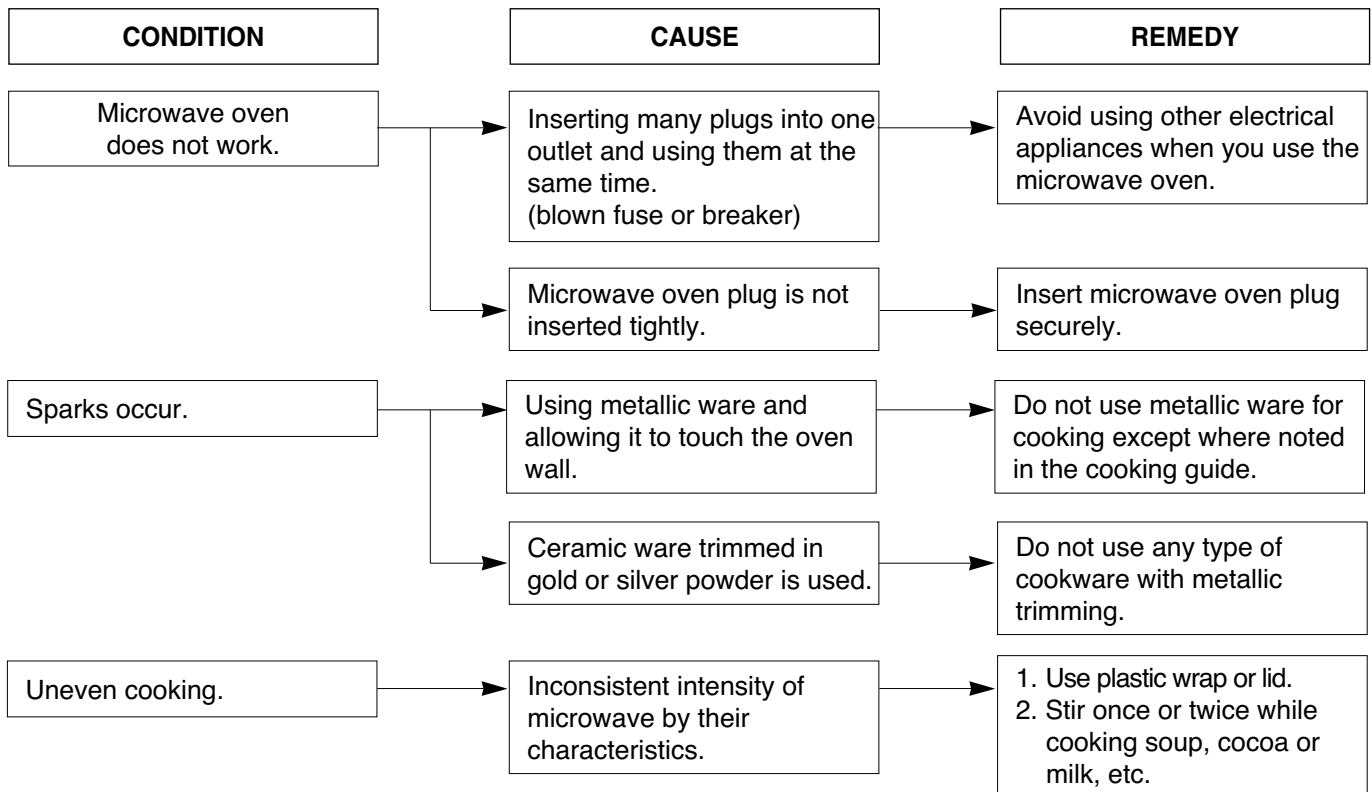 CONDITION
CAUSE
REMEDY
Microwave oven
does not work.
Inserting many plugs into one
outlet and using them at the
same time.
(blown fuse or breaker)
Avoid using other electrical
appliances when you use the
microwave oven.
Microwave oven plug is not
inserted tightly.
Insert microwave oven plug
securely.
Sparks occur.
Using metallic ware and
allowing it to touch the oven
wall.
Do not use metallic ware for
cooking except where noted
in the cooking guide.
Ceramic ware trimmed in
gold or silver powder is used.
Do not use any type of
cookware with metallic
trimming.
Uneven cooking.
Inconsistent intensity of
microwave by their
characteristics.
1. Use plastic wrap or lid.
2. Stir once or twice while
cooking soup, cocoa or
milk, etc.